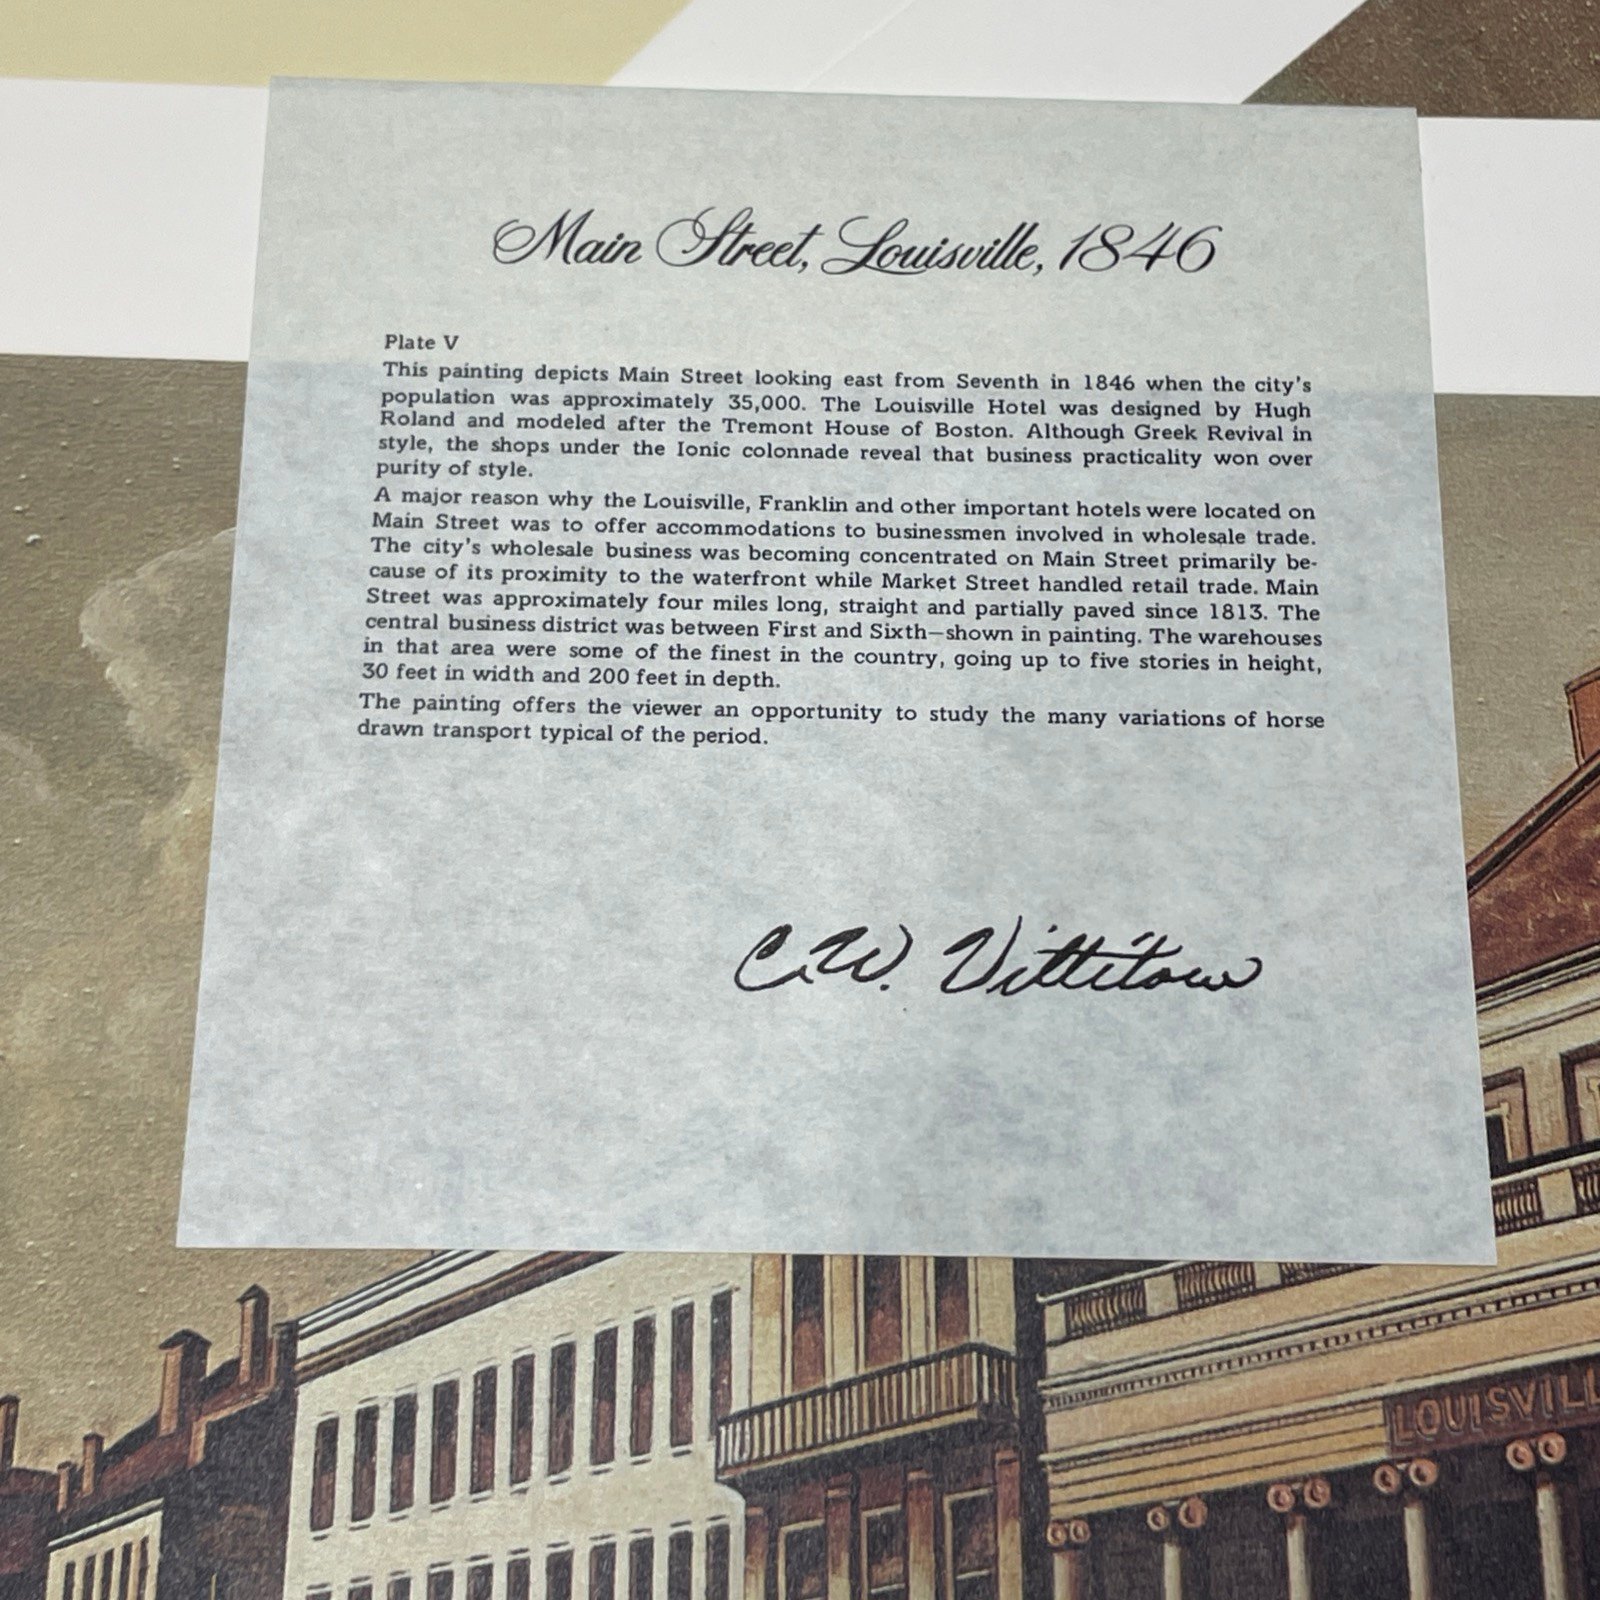 Main Street, Louisville, 1846
Plate V
This painting depicts Main Street looking east from Seventh in 1846 when the city's
population was approximately 35,000. The Louisville Hotel was designed by Hugh
Roland and modeled after the Tremont House of Boston. Although Greek Revival in
style, the shops under the Ionic colonnade reveal that business practicality won over
purity of style.
A major reason why the Louisville, Franklin and other important hotels were located on
Main Street was to offer accommodations to businessmen involved in wholesale trade.
The city's wholesale business was becoming concentrated on Main Street primarily be-
cause of its proximity to the waterfront while Market Street handled retail trade. Main
Street was approximately four miles long, straight and partially paved since 1813. The
central business district was between First and Sixth—shown in painting. The warehouses
in that area were some of the finest in the country, going up to five stories in height,
30 feet in width and 200 feet in depth.
The painting offers the viewer an opportunity to study the many variations of horse
drawn transport typical of the period.
C.W. Vittitow
LOUISVILL